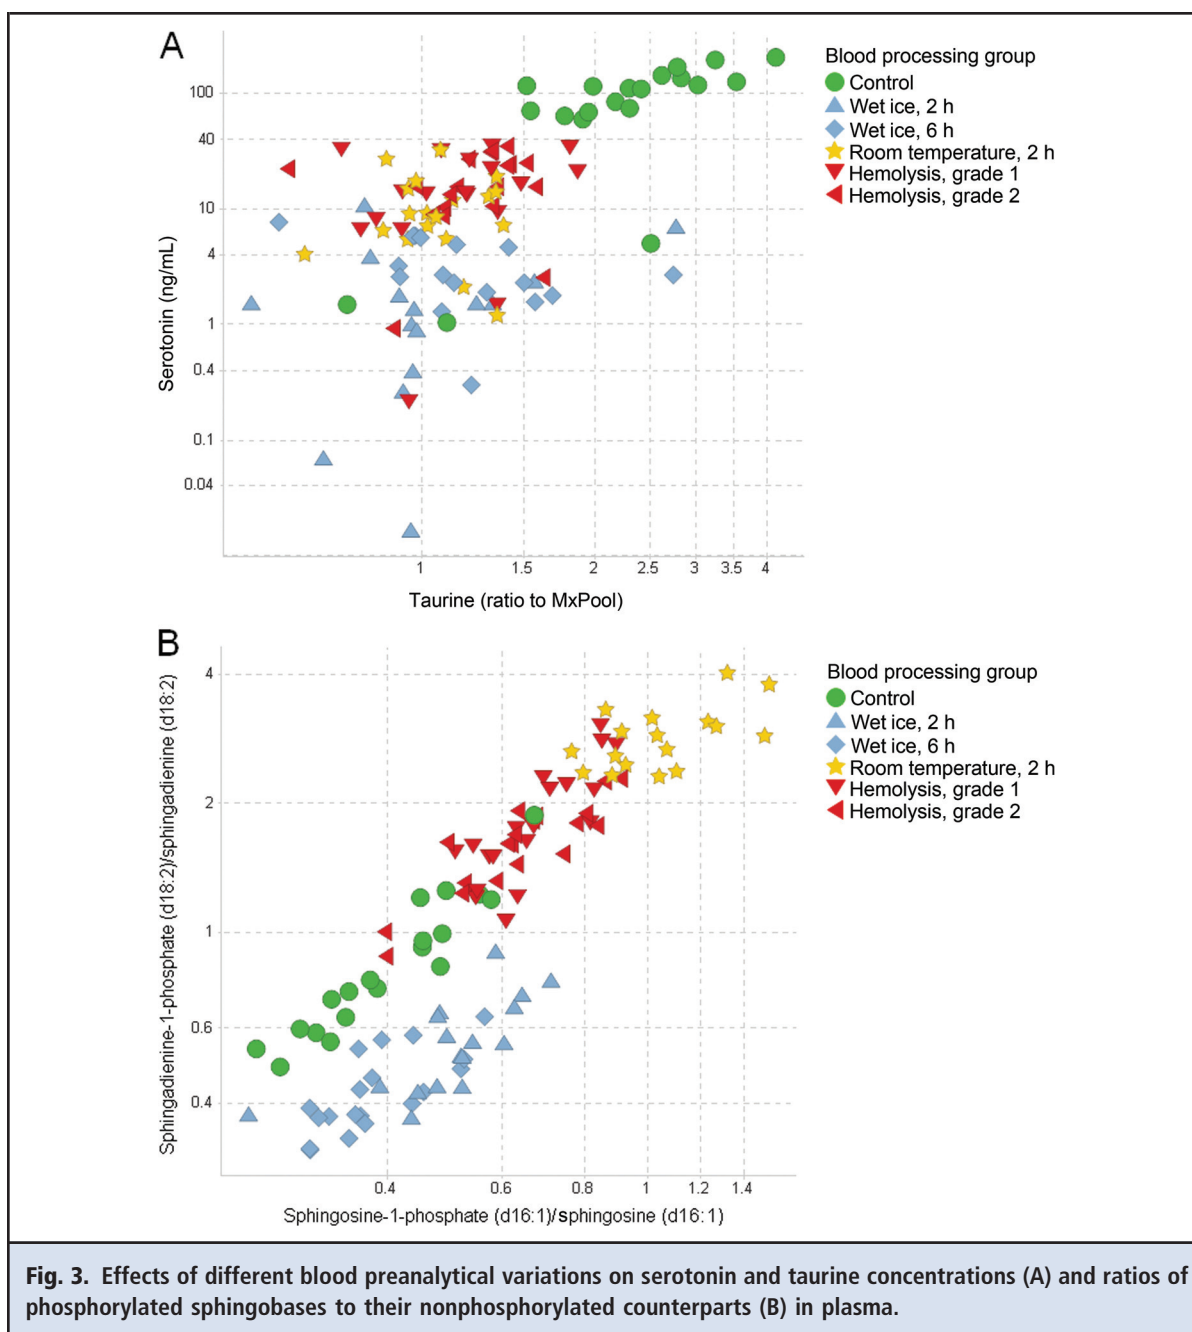 A
Serotonin (ng/mL)
100
40
10
4
1
0.4
0.1
0.04
1
1.5
2
2.5
3
3.5
4
Taurine (ratio to MxPool)
Blood processing group
Control
Wet ice, 2 h
Wet ice, 6 h
Room temperature, 2 h
Hemolysis, grade 1
Hemolysis, grade 2
B
Sphingadienine-1-phosphate (d18:2)/sphingadienine (d18:2)
4
2
1
0.6
0.4
0.4
0.6
0.8
1
1.2
1.4
Sphingosine-1-phosphate (d16:1)/sphingosine (d16:1)
Blood processing group
Control
Wet ice, 2 h
Wet ice, 6 h
Room temperature, 2 h
Hemolysis, grade 1
Hemolysis, grade 2
Fig. 3. Effects of different blood preanalytical variations on serotonin and taurine concentrations (A) and ratios of
phosphorylated sphingobases to their nonphosphorylated counterparts (B) in plasma.